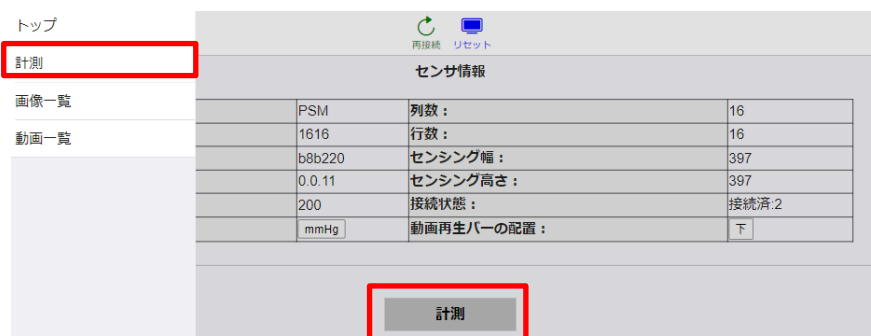 トップ
計測
画像一覧
動画一覧
再接続 リセット
センサ情報
PSM 列数： 16
1616 行数： 16
b8b220 センシング幅： 397
0.0.11 センシング高さ： 397
200 接続状態： 接続済:2
mmHg 動画再生バーの配置： 下
計測